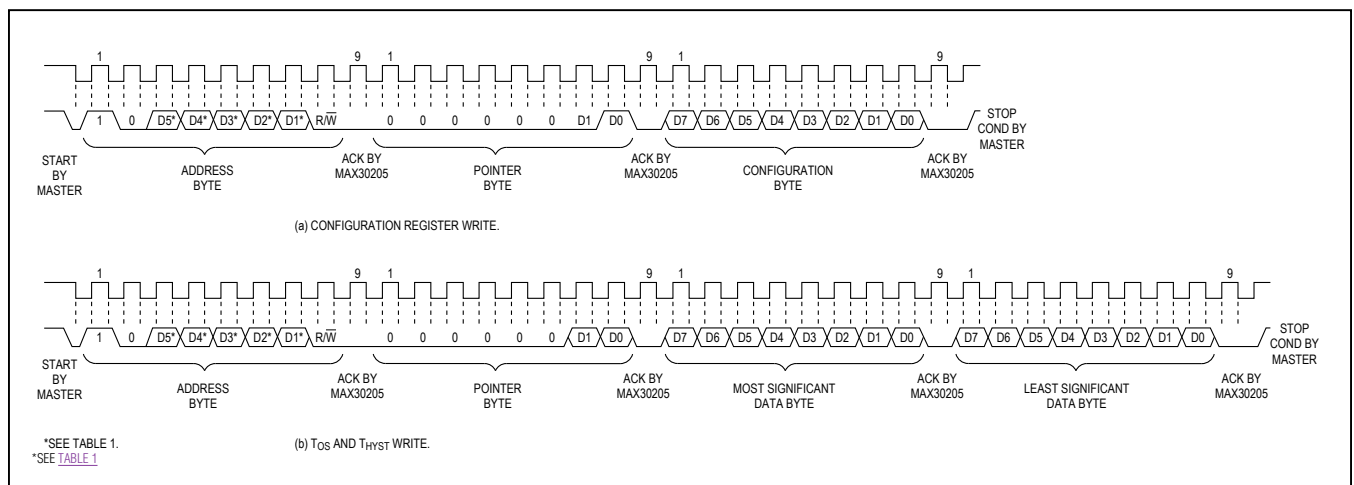 1 9 1 9 1 9
1 0 D5* D4* D3* D2* D1* R/W̅ 0 0 0 0 0 0 D1 D0 D7 D6 D5 D4 D3 D2 D1 D0
STOP
COND BY
MASTER
START
BY
MASTER
ADDRESS
BYTE
ACK BY
MAX30205
POINTER
BYTE
ACK BY
MAX30205
CONFIGURATION
BYTE
ACK BY
MAX30205
(a) CONFIGURATION REGISTER WRITE.
1 9 1 9 1 9 1 9
1 0 D5* D4* D3* D2* D1* R/W̅ 0 0 0 0 0 0 D1 D0 D7 D6 D5 D4 D3 D2 D1 D0 D7 D6 D5 D4 D3 D2 D1 D0
STOP
COND BY
MASTER
START
BY
MASTER
ADDRESS
BYTE
ACK BY
MAX30205
POINTER
BYTE
ACK BY
MAX30205
MOST SIGNIFICANT
DATA BYTE
ACK BY
MAX30205
LEAST SIGNIFICANT
DATA BYTE
ACK BY
MAX30205
*SEE TABLE 1.
*SEE TABLE 1
(b) TOS AND THYST WRITE.